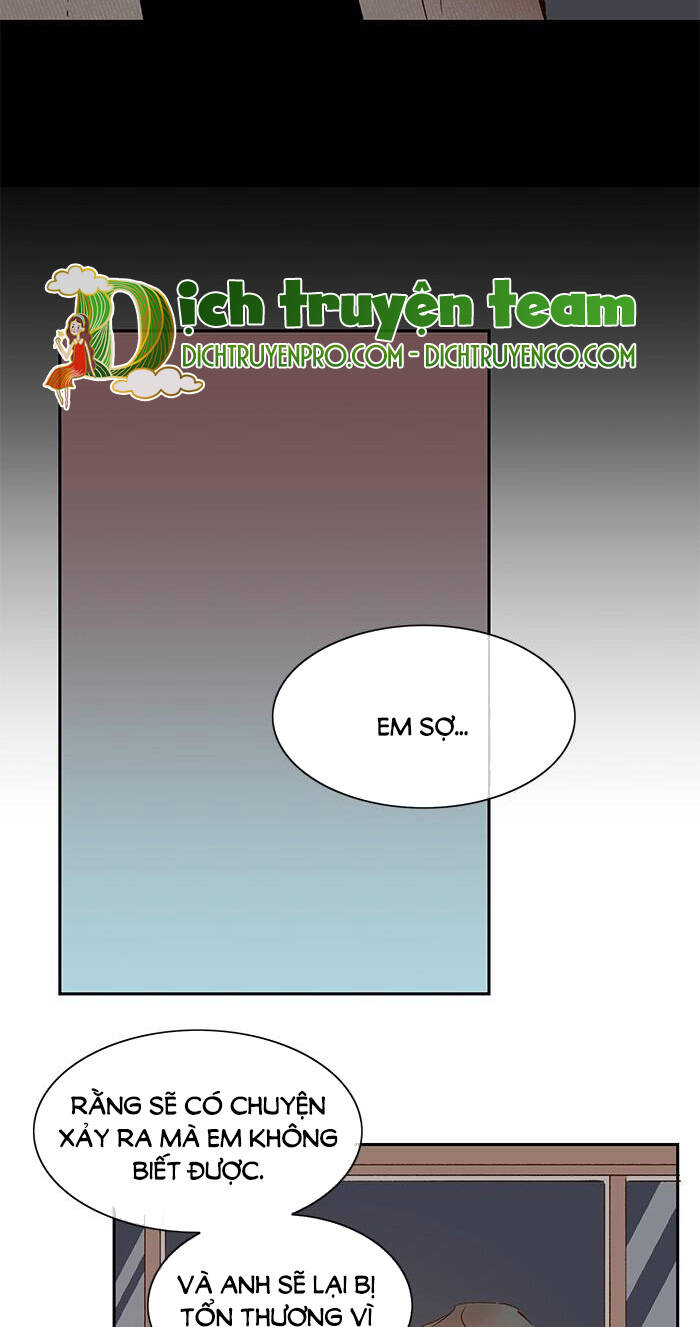 Dịch truyện team
DICHTRUYENPRO.COM - DICHTRUYENCO.COM
EM SỢ...
RẰNG SẼ CÓ CHUYỆN
XẢY RA MÀ EM KHÔNG
BIẾT ĐƯỢC.
VÀ ANH SẼ LẠI BỊ
TỔN THƯƠNG VÌ